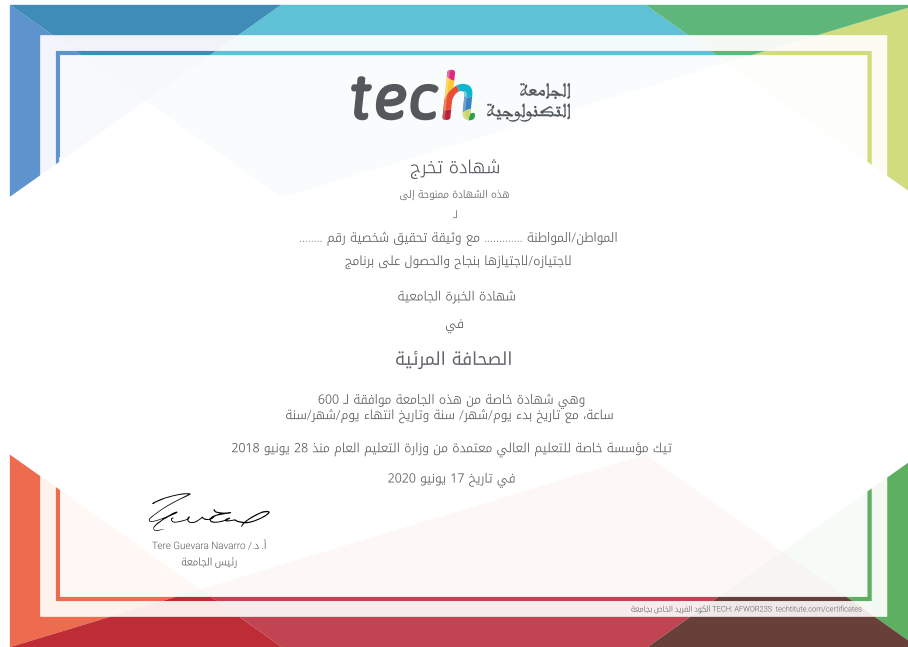 tech
الجامعة
التكنولوجية
شهادة تخرج
هذه الشهادة ممنوحة إلى
لـ
المواطن/المواطنة ............ مع وثيقة تحقيق شخصية رقم ........
لاجتيازه/لاجتيازها بنجاح والحصول على برنامج
شهادة الخبرة الجامعية
في
الصحافة المرئية
وهي شهادة خاصة من هذه الجامعة موافقة لـ 600
ساعة، مع تاريخ بدء يوم/شهر/ سنة وتاريخ انتهاء يوم/شهر/سنة
تيك مؤسسة خاصة للتعليم العالي معتمدة من وزارة التعليم العام منذ 28 يونيو 2018
في تاريخ 17 يونيو 2020
أ. د./ Tere Guevara Navarro
رئيس الجامعة
الكود الفريد الخاص بجامعة TECH: AFWOR23S techtitute.com/certificates